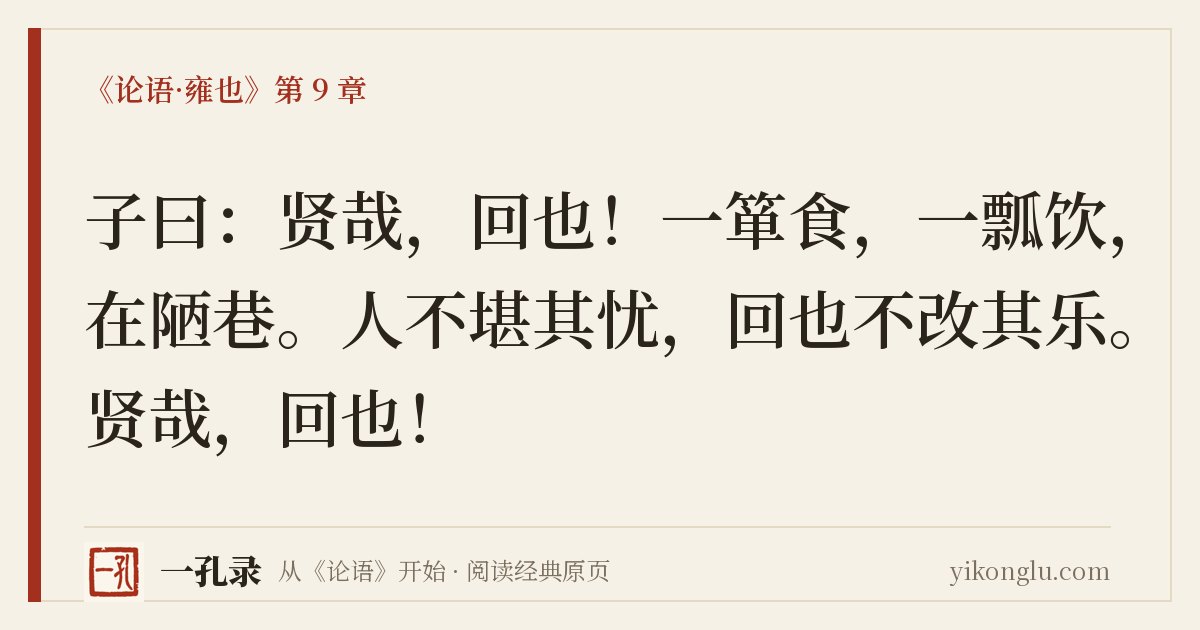 《论语·雍也》第 9 章
子曰：贤哉，回也！一箪食，一瓢饮，
在陋巷。人不堪其忧，回也不改其乐。
贤哉，回也！
一孔
一孔录 从《论语》开始 · 阅读经典原页 yikonglu.com